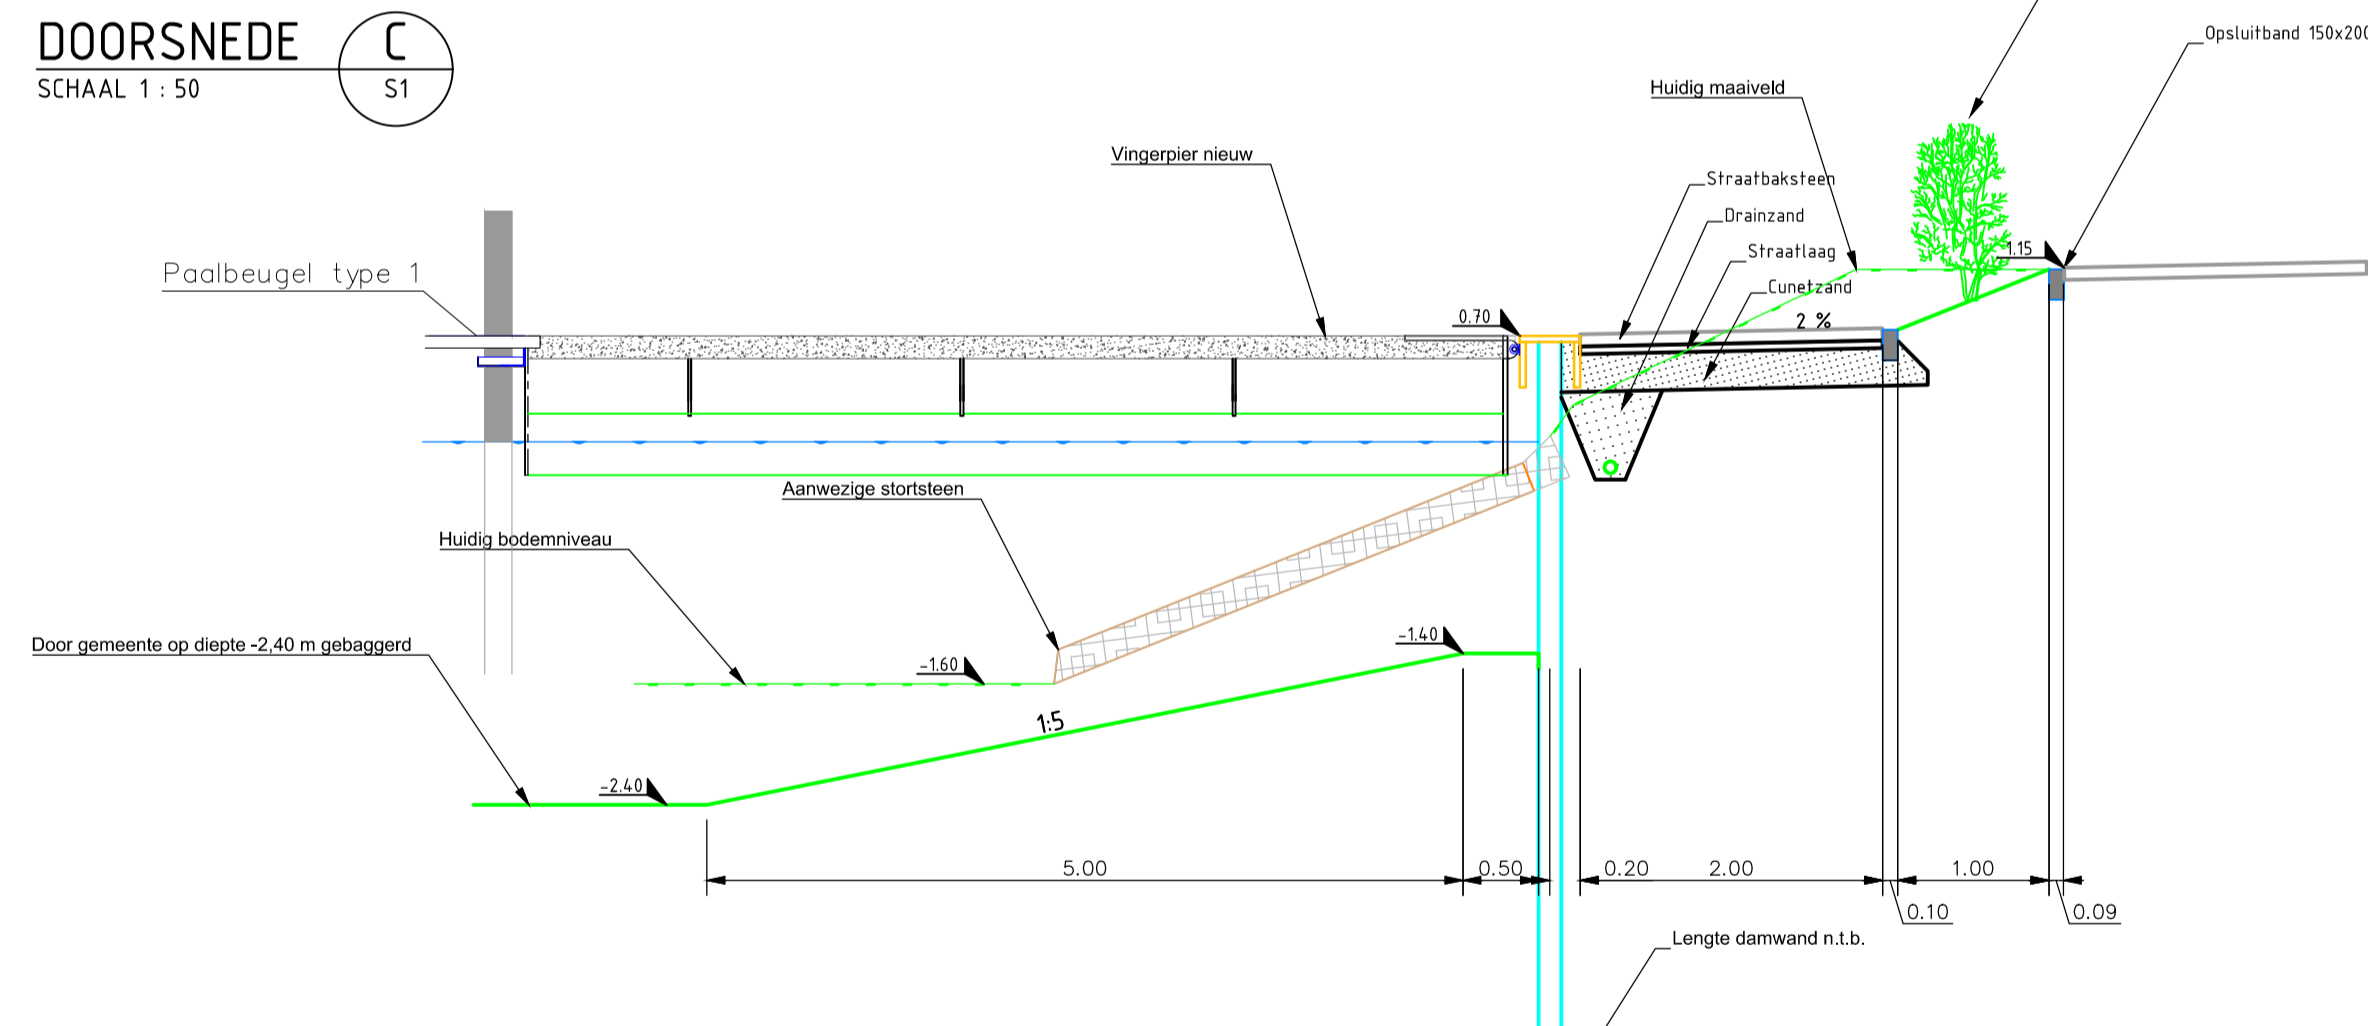 DOORSNEDE
C
SCHAAL 1 : 50
S1
Opsluitband 150x200
Huidig maaiveld
Vingerpier nieuw
Straatbaksteen
Drainzand
Straatlaag
1.15
Paalbeugel type 1
Cunetzand
0.70
2 %
Aanwezige stortsteen
Huidig bodemniveau
Door gemeente op diepte -2,40 m gebaggerd
-1.40
-1.60
1:5
-2.40
5.00
0.50
0.20
2.00
1.00
0.10
0.09
Lengte damwand n.t.b.